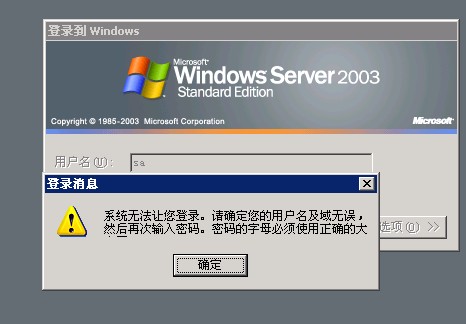 登录到 Windows
Microsoft
Windows Server 2003
Standard Edition
Copyright © 1985-2003 Microsoft Corporation
Microsoft
用户名(U):
sa
登录消息
系统无法让您登录。请确定您的用户名及域无误，
然后再次输入密码。密码的字母必须使用正确的大
确定
选项(O) >>